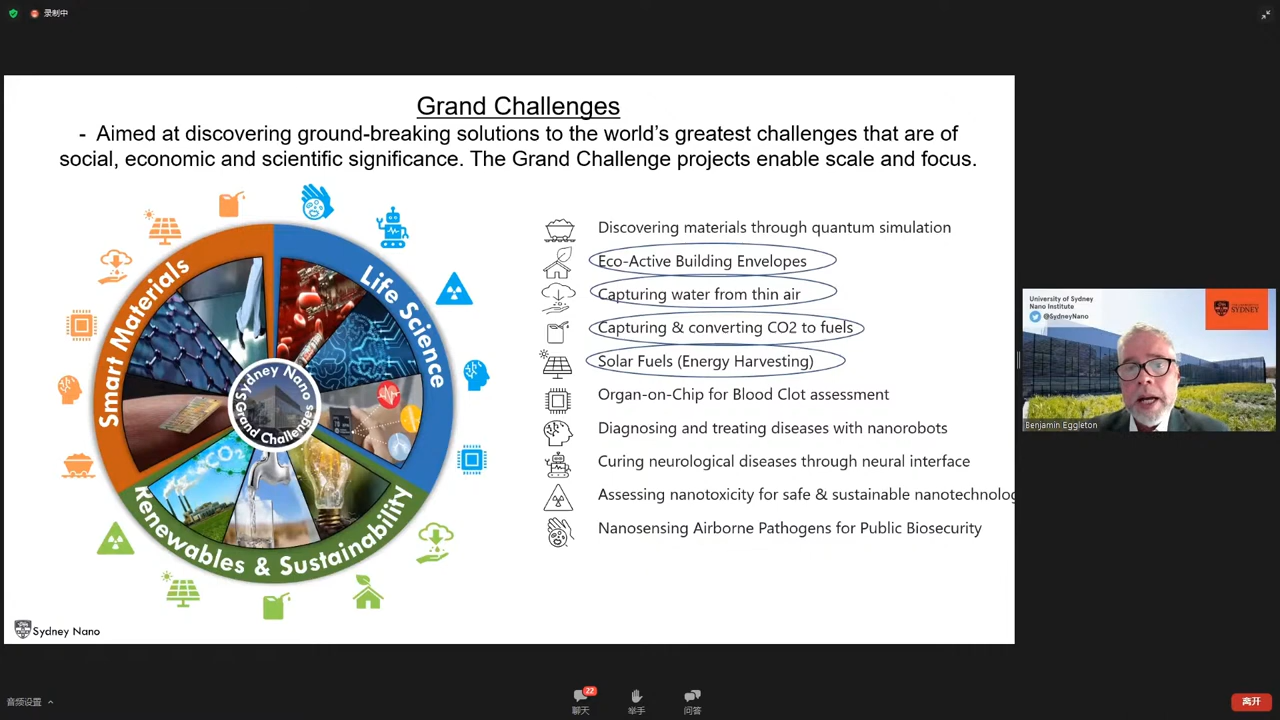 录制中
Grand Challenges
- Aimed at discovering ground-breaking solutions to the world's greatest challenges that are of
social, economic and scientific significance. The Grand Challenge projects enable scale and focus.
Smart Materials
Life Science
Renewables & Sustainability
Sydney Nano
Grand Challenges
CO2
Discovering materials through quantum simulation
Eco-Active Building Envelopes
Capturing water from thin air
Capturing & converting CO2 to fuels
Solar Fuels (Energy Harvesting)
Organ-on-Chip for Blood Clot assessment
Diagnosing and treating diseases with nanorobots
Curing neurological diseases through neural interface
Assessing nanotoxicity for safe & sustainable nanotechnolog
Nanosensing Airborne Pathogens for Public Biosecurity
Sydney Nano
University of Sydney
Nano Institute
@SydneyNano
SYDNEY
Benjamin Eggleton
音频设置
22
聊天
举手
问答
离开